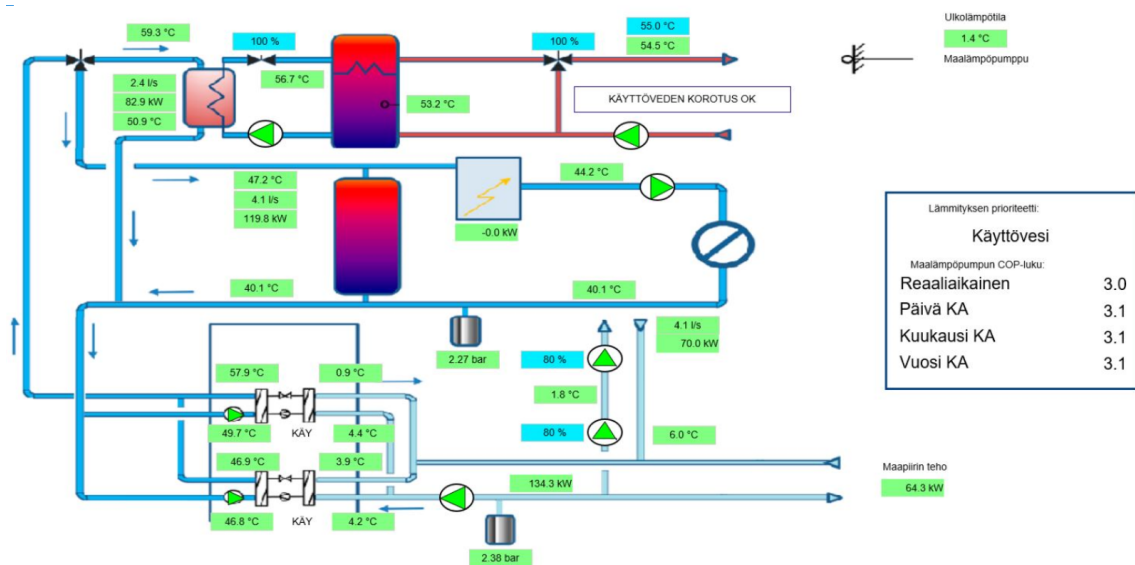 59.3 °C
2.4 l/s
82.9 kW
50.9 °C
100 %
56.7 °C
53.2 °C
100 %
55.0 °C
54.5 °C
KÄYTTÖVEDEN KOROTUS OK
Ulkolämpötila
1.4 °C
Maalämpöpumppu
47.2 °C
4.1 l/s
119.8 kW
-0.0 kW
44.2 °C
40.1 °C
40.1 °C
2.27 bar
Lämmityksen prioriteetti:
Käyttövesi
Maalämpöpumpun COP-luku:
Reaaliaikainen 3.0
Päivä KA 3.1
Kuukausi KA 3.1
Vuosi KA 3.1
57.9 °C
0.9 °C
49.7 °C
KÄY
4.4 °C
46.9 °C
3.9 °C
46.8 °C
KÄY
4.2 °C
80 %
1.8 °C
80 %
4.1 l/s
70.0 kW
6.0 °C
134.3 kW
2.38 bar
Maapiirin teho
64.3 kW